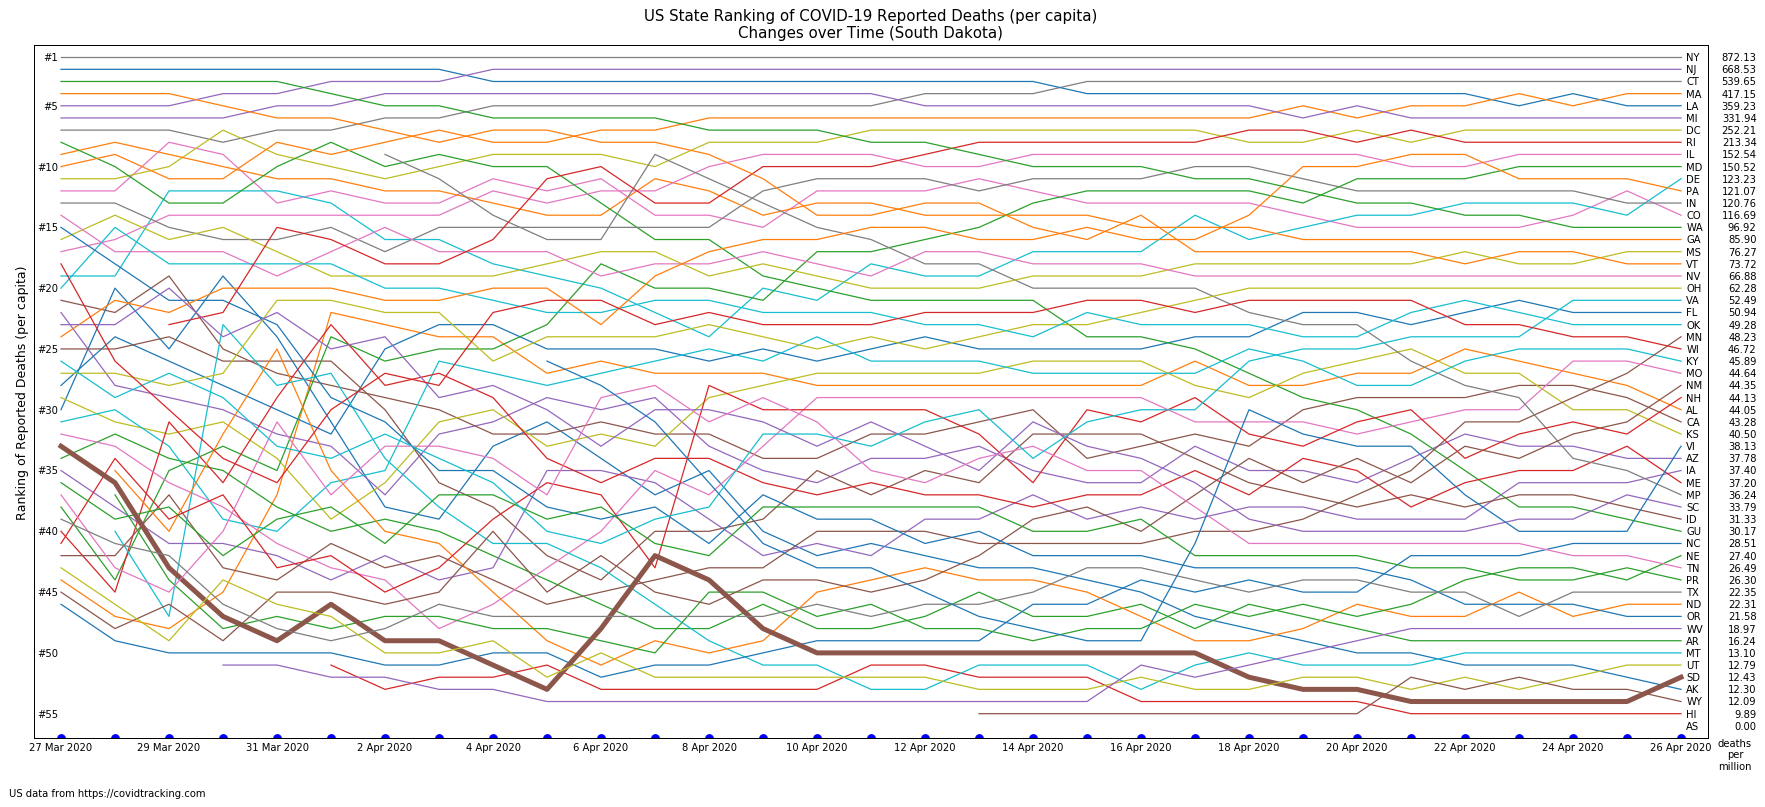 US State Ranking of COVID-19 Reported Deaths (per capita)
Changes over Time (South Dakota)
Ranking of Reported Deaths (per capita)
#1
#5
#10
#15
#20
#25
#30
#35
#40
#45
#50
#55
NY 872.13
NJ 668.53
CT 539.65
MA 417.15
LA 359.23
MI 331.94
DC 252.21
RI 213.34
IL 152.54
MD 150.52
DE 123.23
PA 121.07
IN 120.76
CO 116.69
WA 96.92
GA 85.90
MS 76.27
VT 73.72
NV 66.88
OH 62.28
VA 52.49
FL 50.94
OK 49.28
MN 48.23
WI 46.72
KY 45.89
MO 44.64
NM 44.35
NH 44.13
AL 44.05
CA 43.28
KS 40.50
VI 38.13
AZ 37.78
IA 37.40
ME 37.20
MP 36.24
SC 33.79
ID 31.33
GU 30.17
NC 28.51
NE 27.40
TN 26.49
PR 26.30
TX 22.35
ND 22.31
OR 21.58
WV 18.97
AR 16.24
MT 13.10
UT 12.79
SD 12.43
AK 12.30
WY 12.09
HI 9.89
AS 0.00
27 Mar 2020 29 Mar 2020 31 Mar 2020 2 Apr 2020 4 Apr 2020 6 Apr 2020 8 Apr 2020 10 Apr 2020 12 Apr 2020 14 Apr 2020 16 Apr 2020 18 Apr 2020 20 Apr 2020 22 Apr 2020 24 Apr 2020 26 Apr 2020
deaths
per
million
US data from https://covidtracking.com